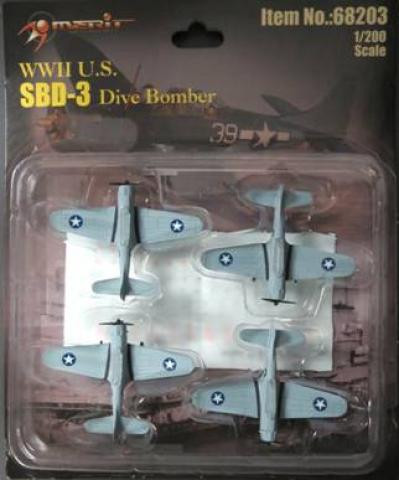 merit
Item No.:68203
1/200
Scale
WWII U.S.
SBD-3 Dive Bomber
39